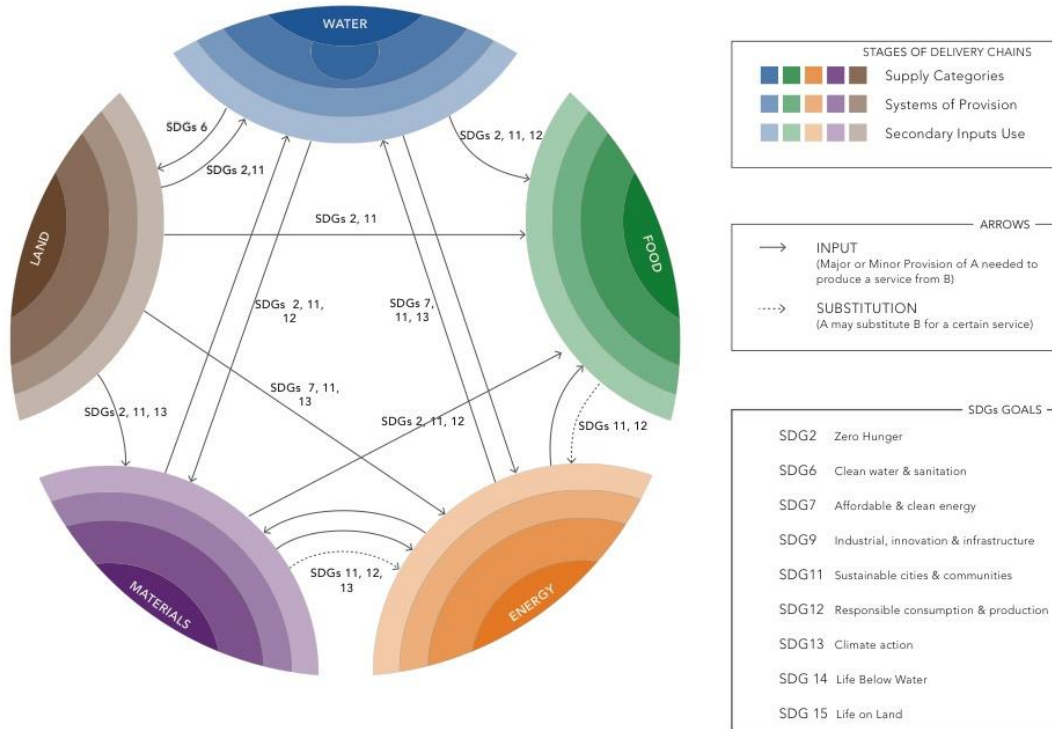 WATER
LAND
FOOD
MATERIALS
ENERGY
SDGs 6
SDGs 2,11
SDGs 2, 11, 12
SDGs 2, 11
SDGs 2, 11,
12
SDGs 7,
11, 13
SDGs 7, 11,
13
SDGs 2, 11, 13
SDGs 2, 11, 12
SDGs 11, 12
SDGs 11, 12,
13
STAGES OF DELIVERY CHAINS
Supply Categories
Systems of Provision
Secondary Inputs Use
ARROWS
INPUT
(Major or Minor Provision of A needed to
produce a service from B)
SUBSTITUTION
(A may substitute B for a certain service)
SDGs GOALS
SDG2 Zero Hunger
SDG6 Clean water & sanitation
SDG7 Affordable & clean energy
SDG9 Industrial, innovation & infrastructure
SDG11 Sustainable cities & communities
SDG12 Responsible consumption & production
SDG13 Climate action
SDG 14 Life Below Water
SDG 15 Life on Land